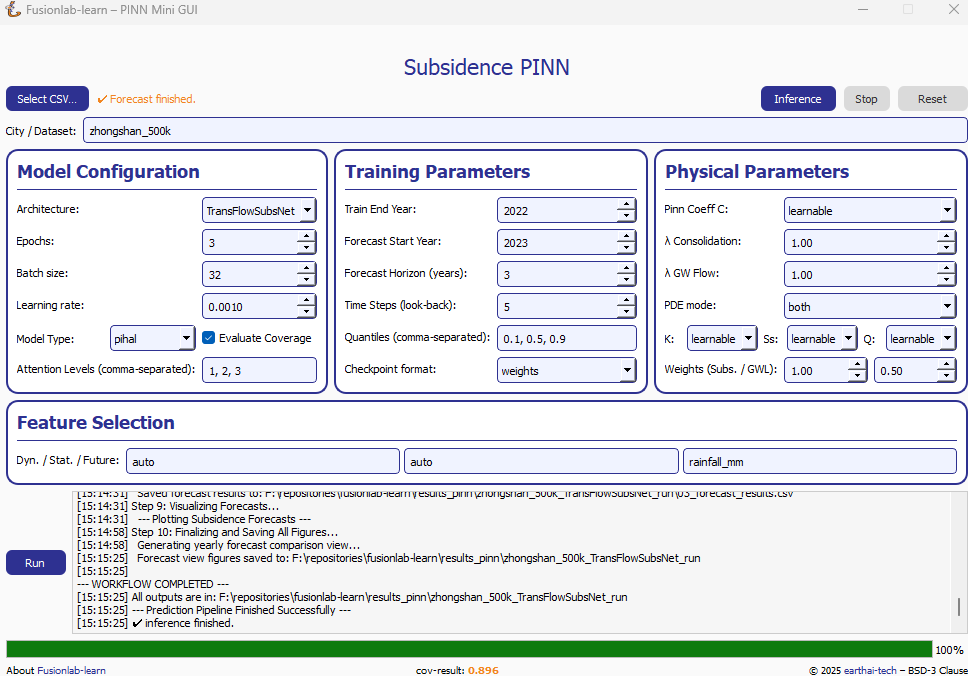 Fusionlab-learn – PINN Mini GUI
Subsidence PINN
Select CSV... ✔ Forecast finished. Inference Stop Reset
City / Dataset: zhongshan_500k
Model Configuration
Architecture: TransFlowSubsNet
Epochs: 3
Batch size: 32
Learning rate: 0.0010
Model Type: pihal Evaluate Coverage
Attention Levels (comma-separated): 1, 2, 3
Training Parameters
Train End Year: 2022
Forecast Start Year: 2023
Forecast Horizon (years): 3
Time Steps (look-back): 5
Quantiles (comma-separated): 0.1, 0.5, 0.9
Checkpoint format: weights
Physical Parameters
Pinn Coeff C: learnable
λ Consolidation: 1.00
λ GW Flow: 1.00
PDE mode: both
K: learnable Ss: learnable Q: learnable
Weights (Subs. / GWL): 1.00 0.50
Feature Selection
Dyn. / Stat. / Future: auto auto rainfall_mm
[15:14:31] Saved forecast results to: F:\repositories\fusionlab-learn\results_pinn\zhongshan_500k_TransFlowSubsNet_run\03_forecast_results.csv
[15:14:31] Step 9: Visualizing Forecasts...
[15:14:31] --- Plotting Subsidence Forecasts ---
[15:14:58] Step 10: Finalizing and Saving All Figures...
[15:14:58] Generating yearly forecast comparison view...
[15:15:25] Forecast view figures saved to: F:\repositories\fusionlab-learn\results_pinn\zhongshan_500k_TransFlowSubsNet_run
[15:15:25]
--- WORKFLOW COMPLETED ---
[15:15:25] All outputs are in: F:\repositories\fusionlab-learn\results_pinn\zhongshan_500k_TransFlowSubsNet_run
[15:15:25] --- Prediction Pipeline Finished Successfully ---
[15:15:25] ✔ inference finished.
Run
100%
About Fusionlab-learn cov-result: 0.896 © 2025 earthai-tech – BSD-3 Clause